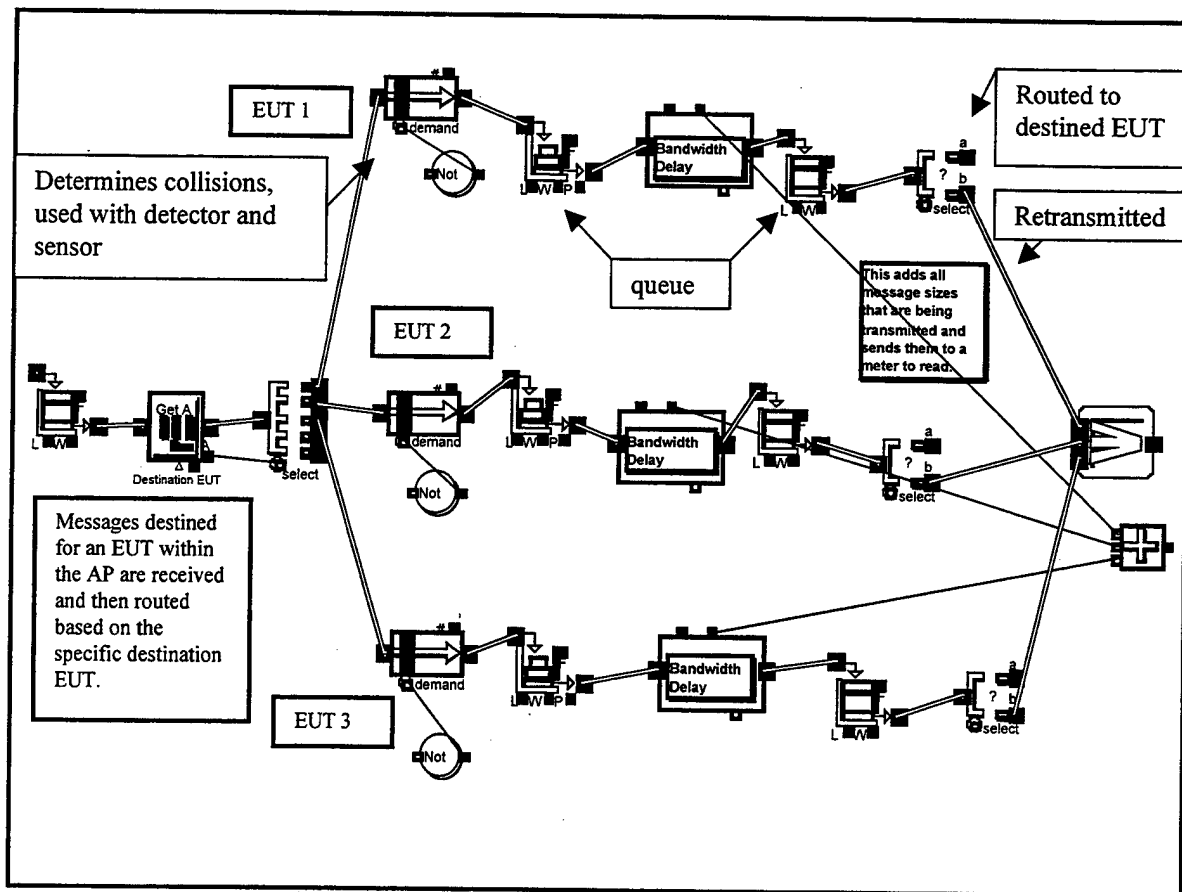 EUT 1
#
demand
Not
L W P F
Bandwidth
Delay
L W F
a
?
b
select
Routed to
destined EUT
Retransmitted
Determines collisions,
used with detector and
sensor
queue
This adds all
message sizes
that are being
transmitted and
sends them to a
meter to read.
EUT 2
L W F
Get A
A
Destination EUT
select
#
demand
Not
L W P F
Bandwidth
Delay
L W F
a
?
b
select
Messages destined
for an EUT within
the AP are received
and then routed
based on the
specific destination
EUT.
EUT 3
#
demand
Not
L W P F
Bandwidth
Delay
L W F
a
?
b
select